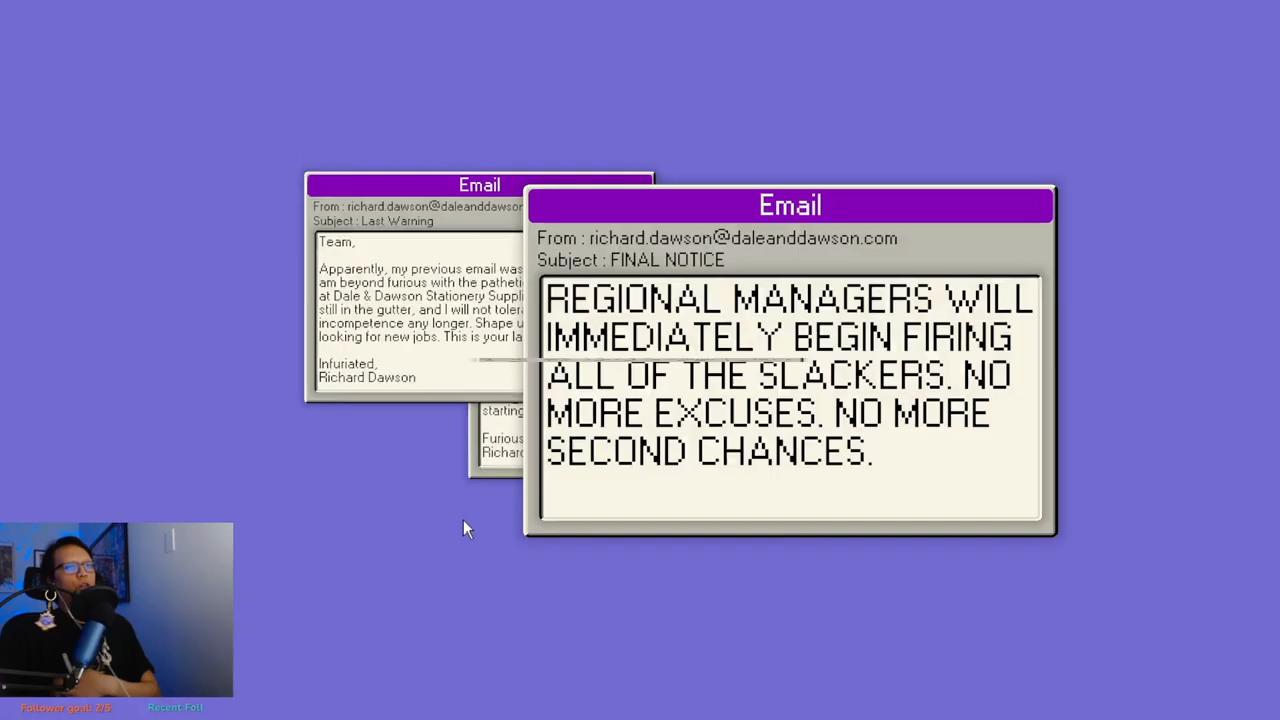 Email
From : richard.dawson@daleanddawson
Subject : Last Warning
Team,
Apparently, my previous email was
am beyond furious with the patheti
at Dale & Dawson Stationery Suppli
still in the gutter, and I will not toler
incompetence any longer. Shape u
looking for new jobs. This is your la
Infuriated,
Richard Dawson
starting
Furious
Richar
Email
From : richard.dawson@daleanddawson.com
Subject : FINAL NOTICE
REGIONAL MANAGERS WILL
IMMEDIATELY BEGIN FIRING
ALL OF THE SLACKERS. NO
MORE EXCUSES. NO MORE
SECOND CHANCES.
Follower goal: 2/5
Recent Foll